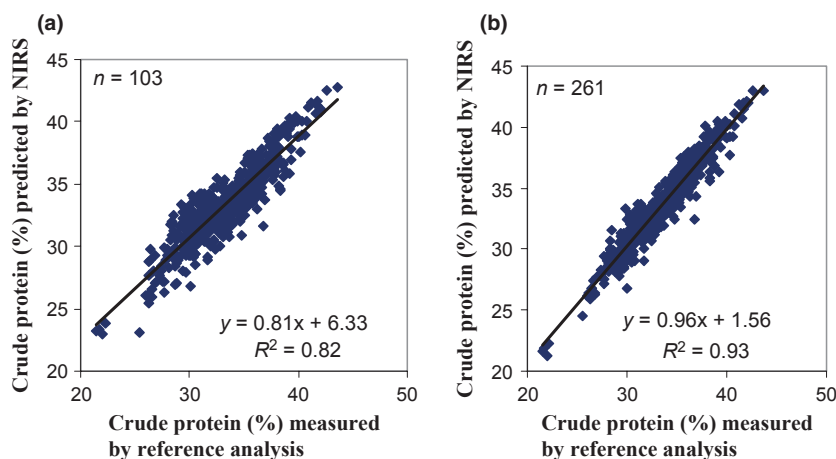 (a)
Crude protein (%) predicted by NIRS
45
40
35
30
25
20
n = 103
y = 0.81x + 6.33
R² = 0.82
20
30
40
50
Crude protein (%) measured
by reference analysis
(b)
Crude protein (%) predicted by NIRS
45
40
35
30
25
20
n = 261
y = 0.96x + 1.56
R² = 0.93
20
30
40
50
Crude protein (%) measured
by reference analysis